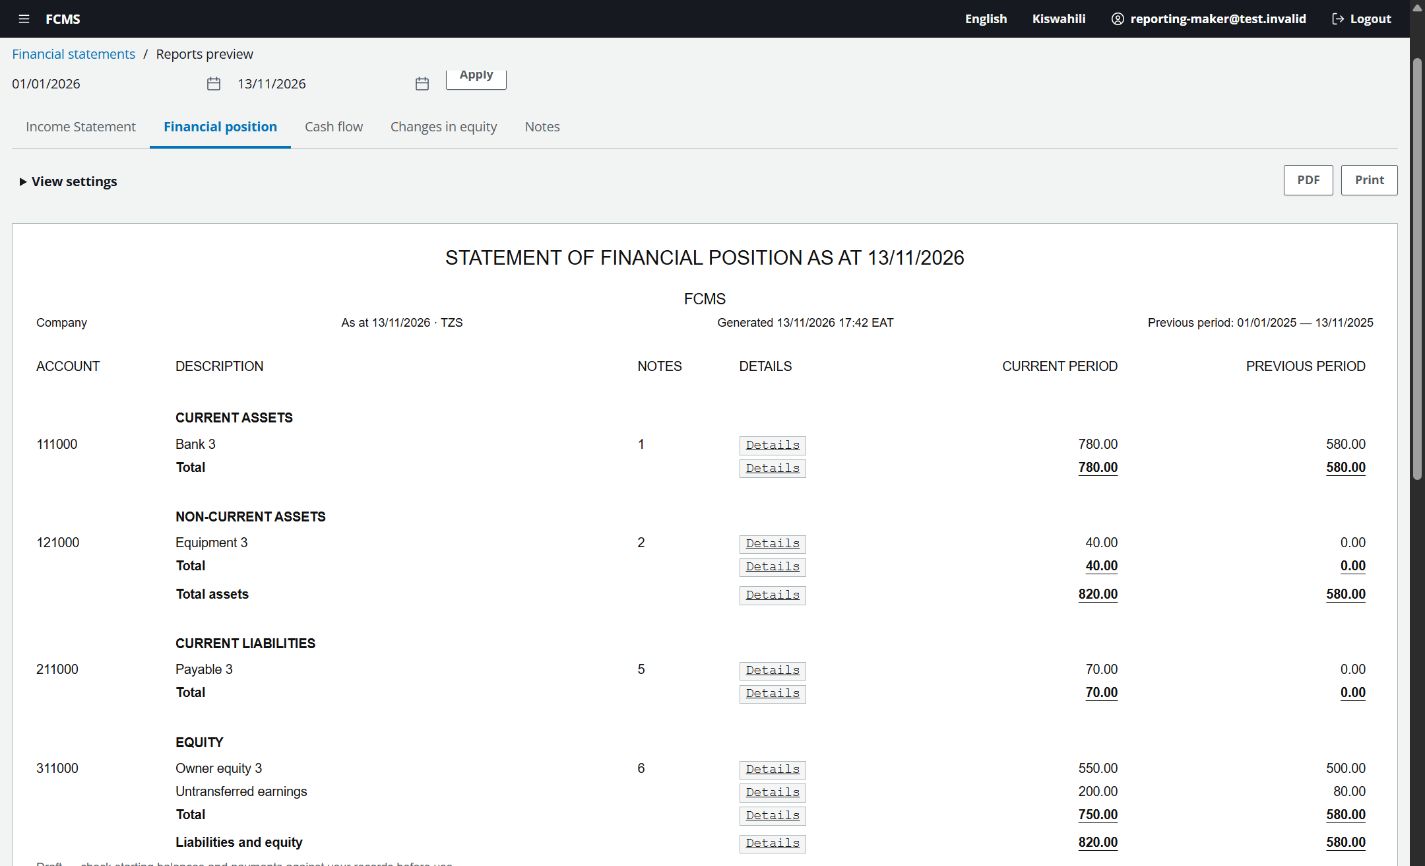 FCMS English Kiswahili reporting-maker@test.invalid Logout
Financial statements / Reports preview
01/01/2026 13/11/2026 Apply
Income Statement Financial position Cash flow Changes in equity Notes
View settings PDF Print
STATEMENT OF FINANCIAL POSITION AS AT 13/11/2026
FCMS
Company As at 13/11/2026 · TZS Generated 13/11/2026 17:42 EAT Previous period: 01/01/2025 — 13/11/2025
ACCOUNT DESCRIPTION NOTES DETAILS CURRENT PERIOD PREVIOUS PERIOD
CURRENT ASSETS
111000 Bank 3 1 Details 780.00 580.00
Total Details 780.00 580.00
NON-CURRENT ASSETS
121000 Equipment 3 2 Details 40.00 0.00
Total Details 40.00 0.00
Total assets Details 820.00 580.00
CURRENT LIABILITIES
211000 Payable 3 5 Details 70.00 0.00
Total Details 70.00 0.00
EQUITY
311000 Owner equity 3 6 Details 550.00 500.00
Untransferred earnings Details 200.00 80.00
Total Details 750.00 580.00
Liabilities and equity Details 820.00 580.00